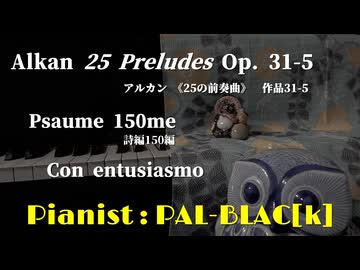 Alkan 25 Preludes Op. 31-5
アルカン 《25の前奏曲》 作品31-5
Psaume 150me
詩編150編
Con entusiasmo
Pianist : PAL-BLAC[k]